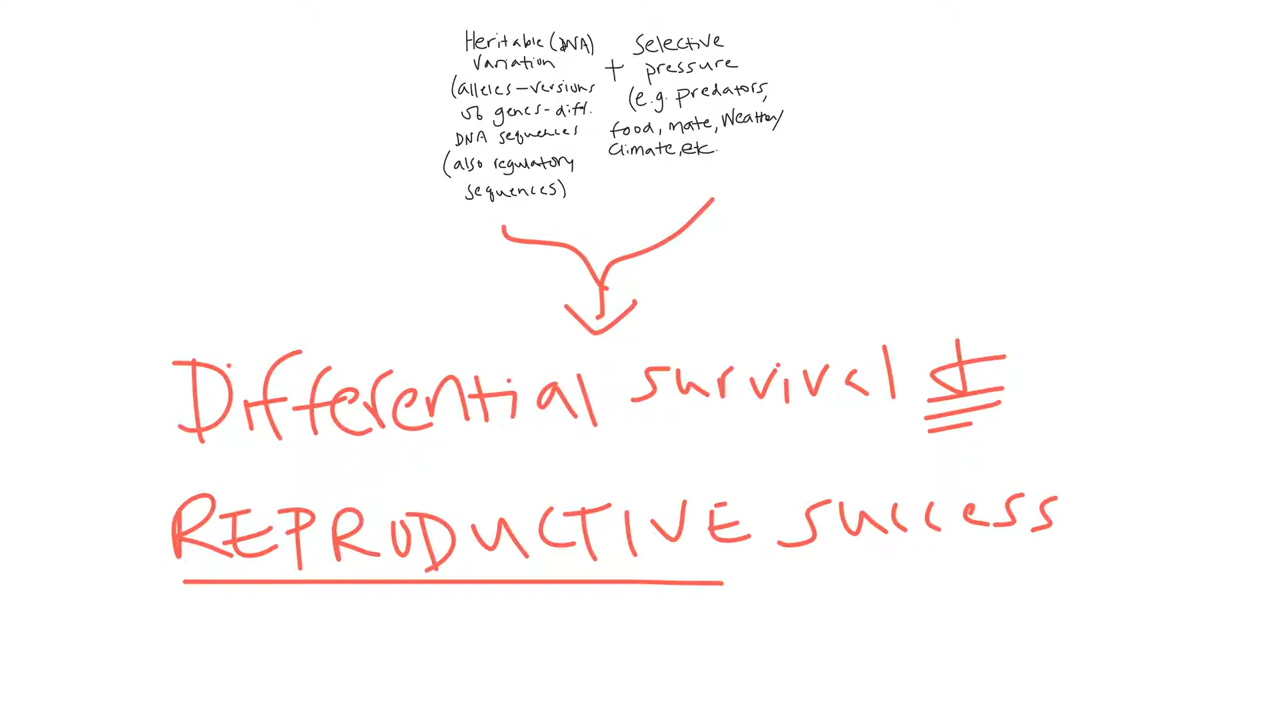 Heritable (DNA)
variation
(alleles - versions
of genes - diff.
DNA sequences
(also regulatory
sequences)
+
Selective
pressure
(e.g. predators,
food, mate, Weather,
Climate, etc.
Differential survival &
REPRODUCTIVE success